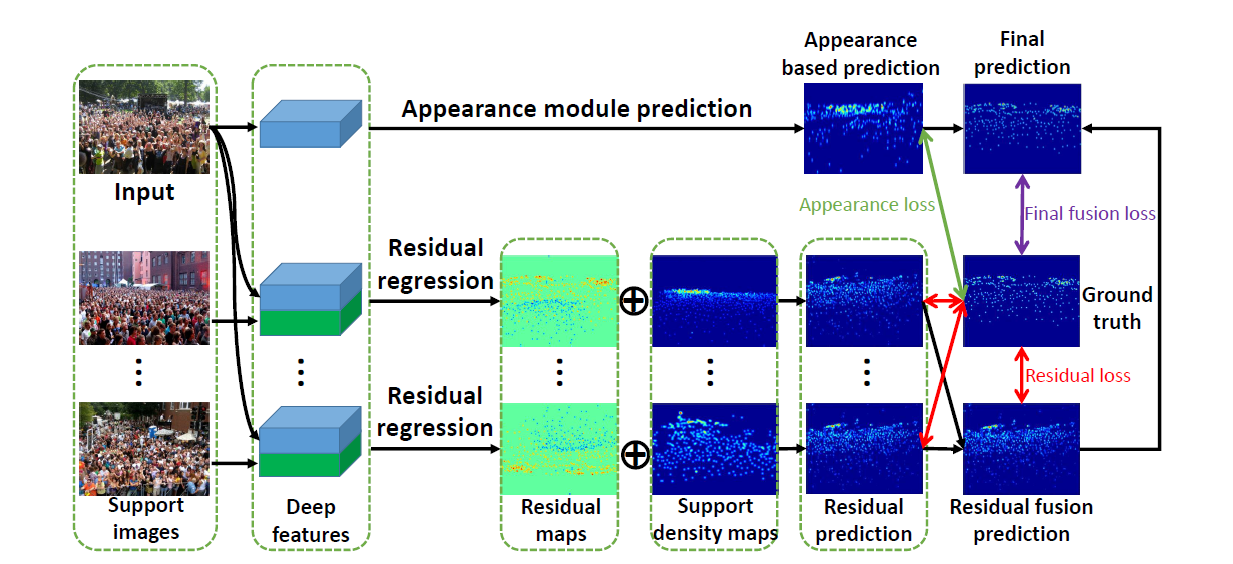 Appearance
based prediction
Final
prediction
Appearance module prediction
Input
Appearance loss
Final fusion loss
Residual
regression
Ground
truth
Residual loss
Residual
regression
Support
images
Deep
features
Residual
maps
Support
density maps
Residual
prediction
Residual fusion
prediction